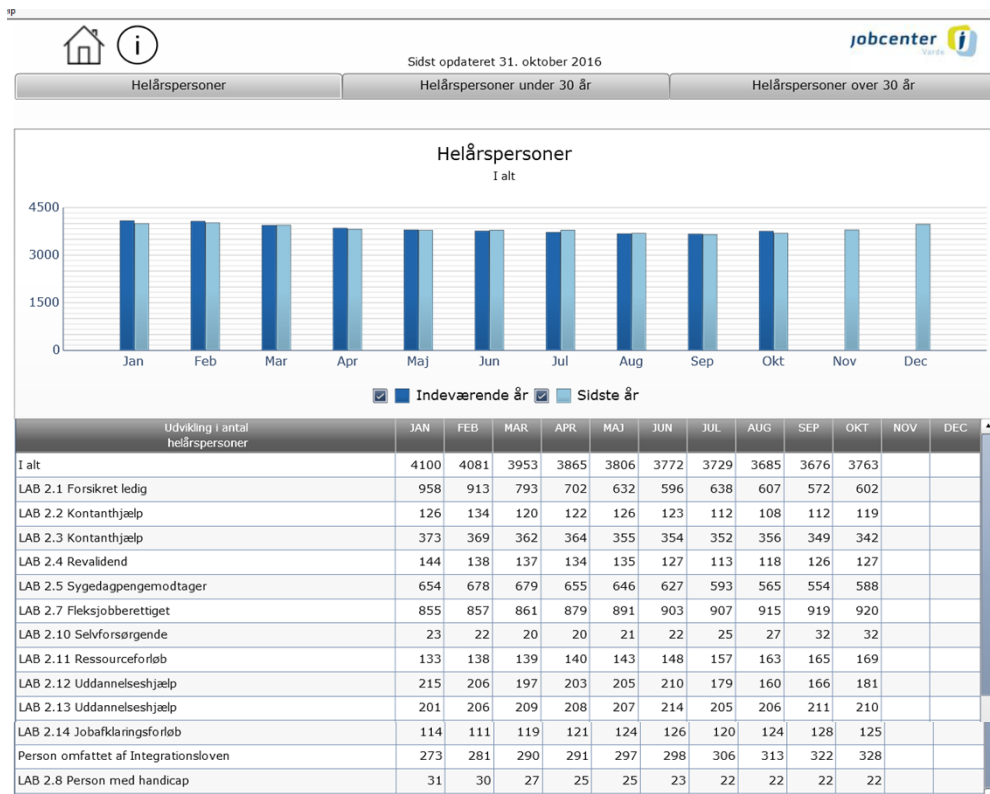 jobcenter
Varde
Sidst opdateret 31. oktober 2016
Helårspersoner Helårspersoner under 30 år Helårspersoner over 30 år
Helårspersoner
I alt
4500
3000
1500
0
Jan Feb Mar Apr Maj Jun Jul Aug Sep Okt Nov Dec
Indeværende år Sidste år
Udvikling i antal
helårspersoner
JAN FEB MAR APR MAJ JUN JUL AUG SEP OKT NOV DEC
I alt 4100 4081 3953 3865 3806 3772 3729 3685 3676 3763
LAB 2.1 Forsikret ledig 958 913 793 702 632 596 638 607 572 602
LAB 2.2 Kontanthjælp 126 134 120 122 126 123 112 108 112 119
LAB 2.3 Kontanthjælp 373 369 362 364 355 354 352 356 349 342
LAB 2.4 Revalidend 144 138 137 134 135 127 113 118 126 127
LAB 2.5 Sygedagpengemodtager 654 678 679 655 646 627 593 565 554 588
LAB 2.7 Fleksjobberettiget 855 857 861 879 891 903 907 915 919 920
LAB 2.10 Selvforsørgende 23 22 20 20 21 22 25 27 32 32
LAB 2.11 Ressourceforløb 133 138 139 140 143 148 157 163 165 169
LAB 2.12 Uddannelseshjælp 215 206 197 203 205 210 179 160 166 181
LAB 2.13 Uddannelseshjælp 201 206 209 208 207 214 205 206 211 210
LAB 2.14 Jobafklaringsforløb 114 111 119 121 124 126 120 124 128 125
Person omfattet af Integrationsloven 273 281 290 291 297 298 306 313 322 328
LAB 2.8 Person med handicap 31 30 27 25 25 23 22 22 22 22